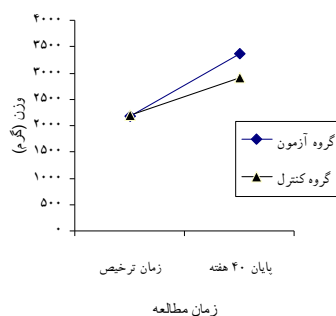 ۴۰۰۰
۳۵۰۰
۳۰۰۰
۲۵۰۰
۲۰۰۰
۱۵۰۰
۱۰۰۰
۵۰۰
۰
وزن (گرم)
گروه آزمون
گروه کنترل
زمان ترخیص
پایان ۴۰ هفته
زمان مطالعه